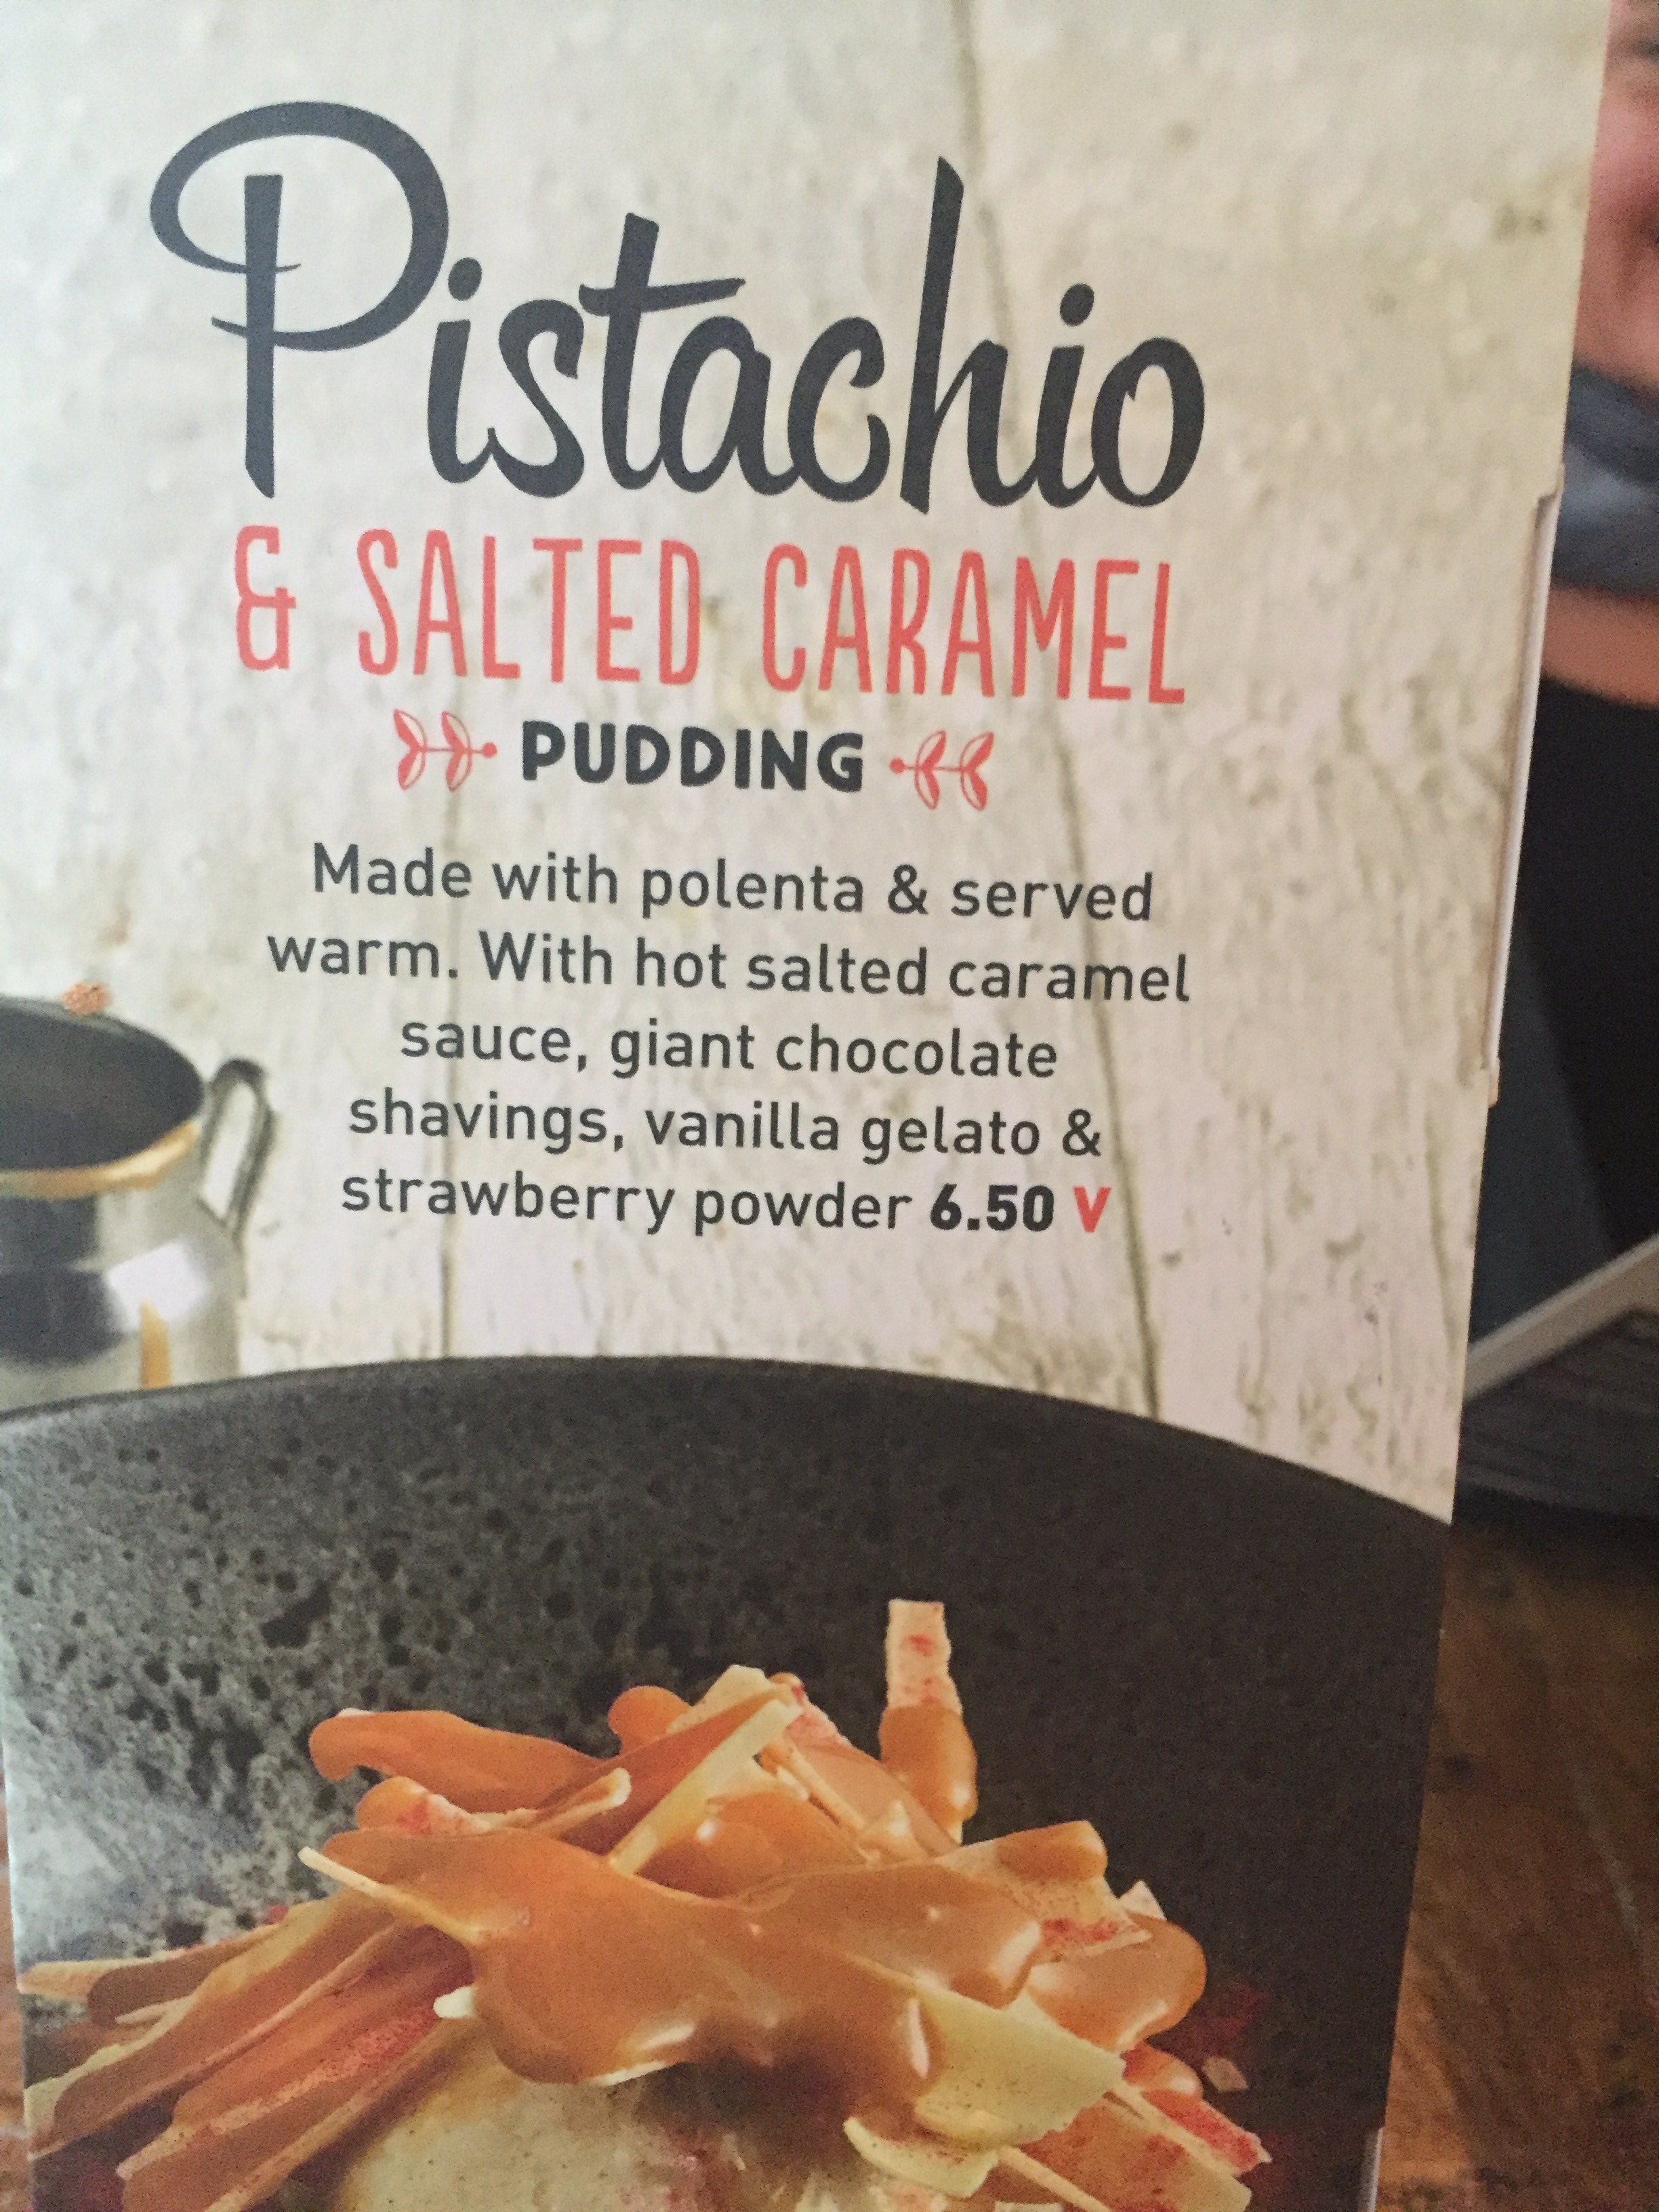 Pistachio
& SALTED CARAMEL
PUDDING
Made with polenta & served
warm. With hot salted caramel
sauce, giant chocolate
shavings, vanilla gelato &
strawberry powder 6.50 V